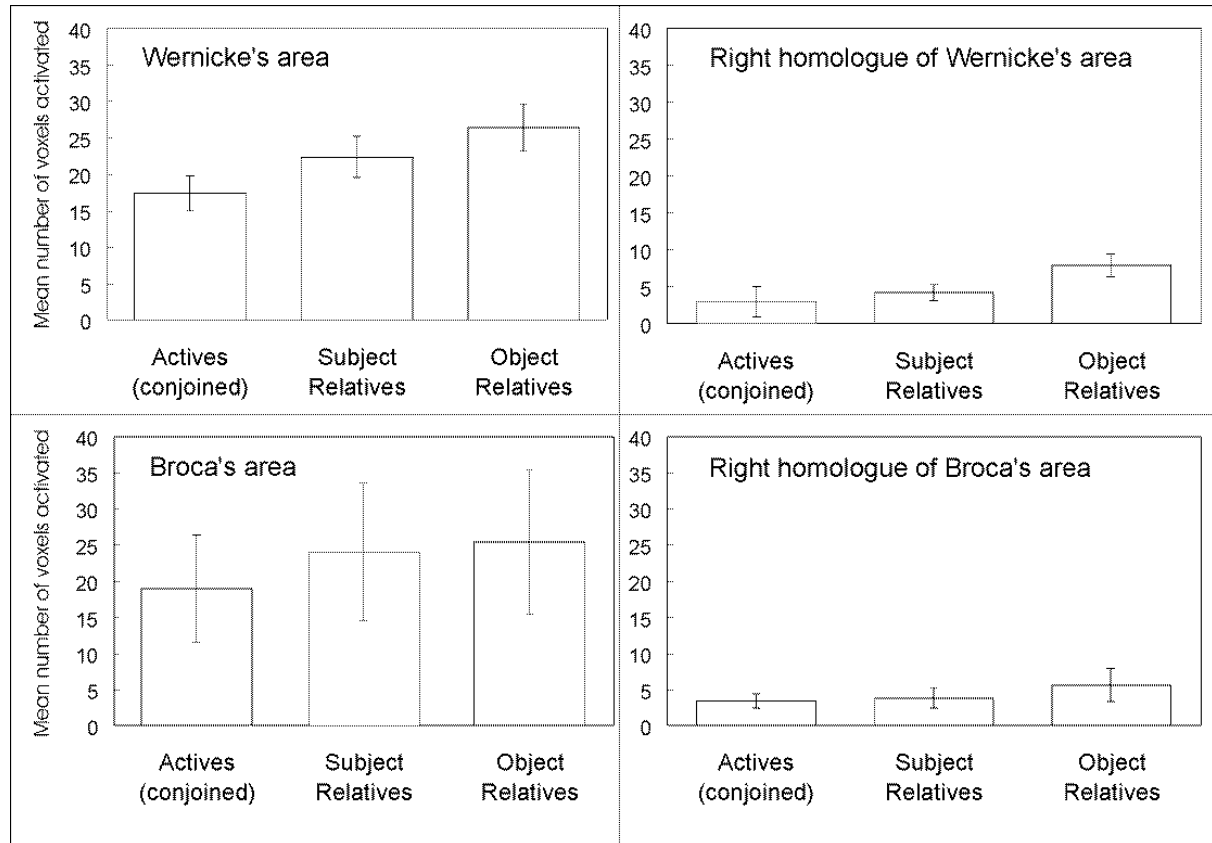 Wernicke's area
Mean number of voxels activated
40
35
30
25
20
15
10
5
0
Actives
(conjoined)
Subject
Relatives
Object
Relatives
Right homologue of Wernicke's area
40
35
30
25
20
15
10
5
0
Actives
(conjoined)
Subject
Relatives
Object
Relatives
Broca's area
Mean number of voxels activated
40
35
30
25
20
15
10
5
0
Actives
(conjoined)
Subject
Relatives
Object
Relatives
Right homologue of Broca's area
40
35
30
25
20
15
10
5
0
Actives
(conjoined)
Subject
Relatives
Object
Relatives